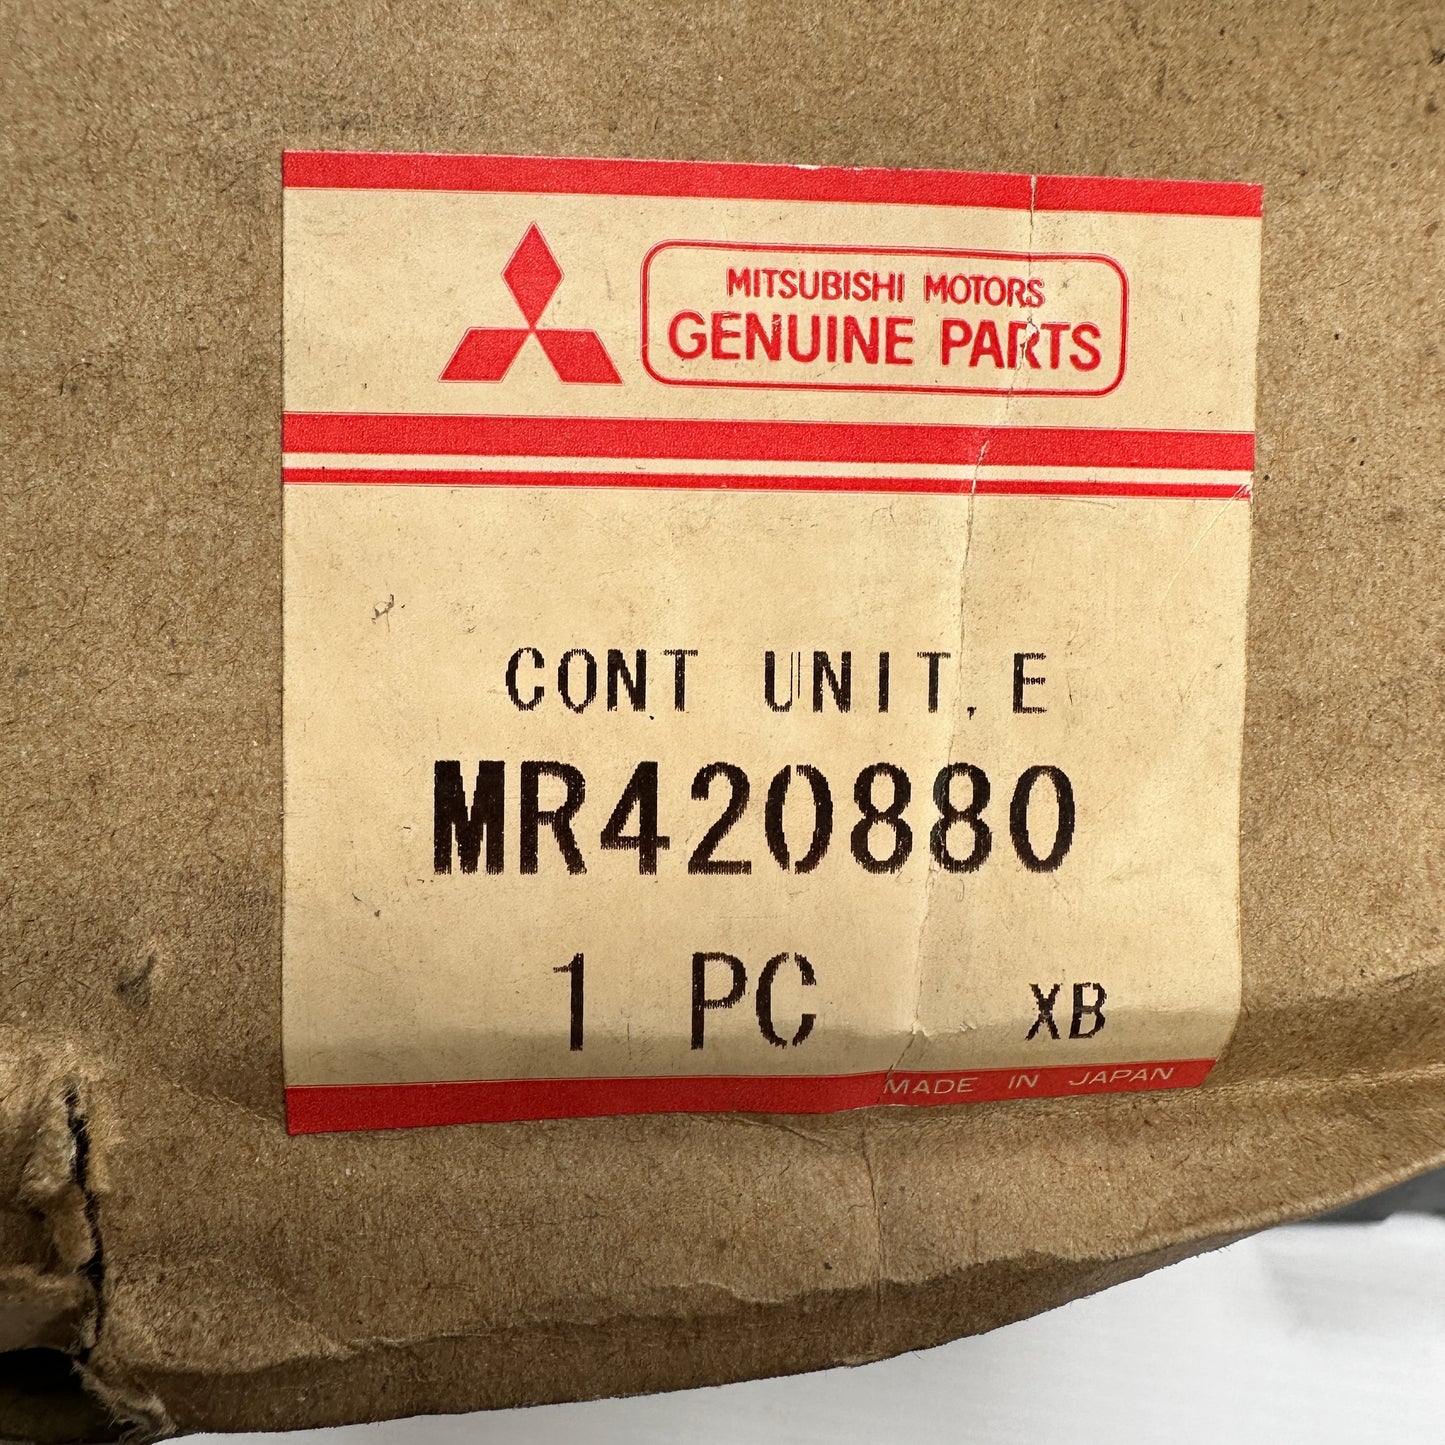 MITSUBISHI MOTORS
GENUINE PARTS
CONT UNIT, E
MR420880
1 PC XB
MADE IN JAPAN